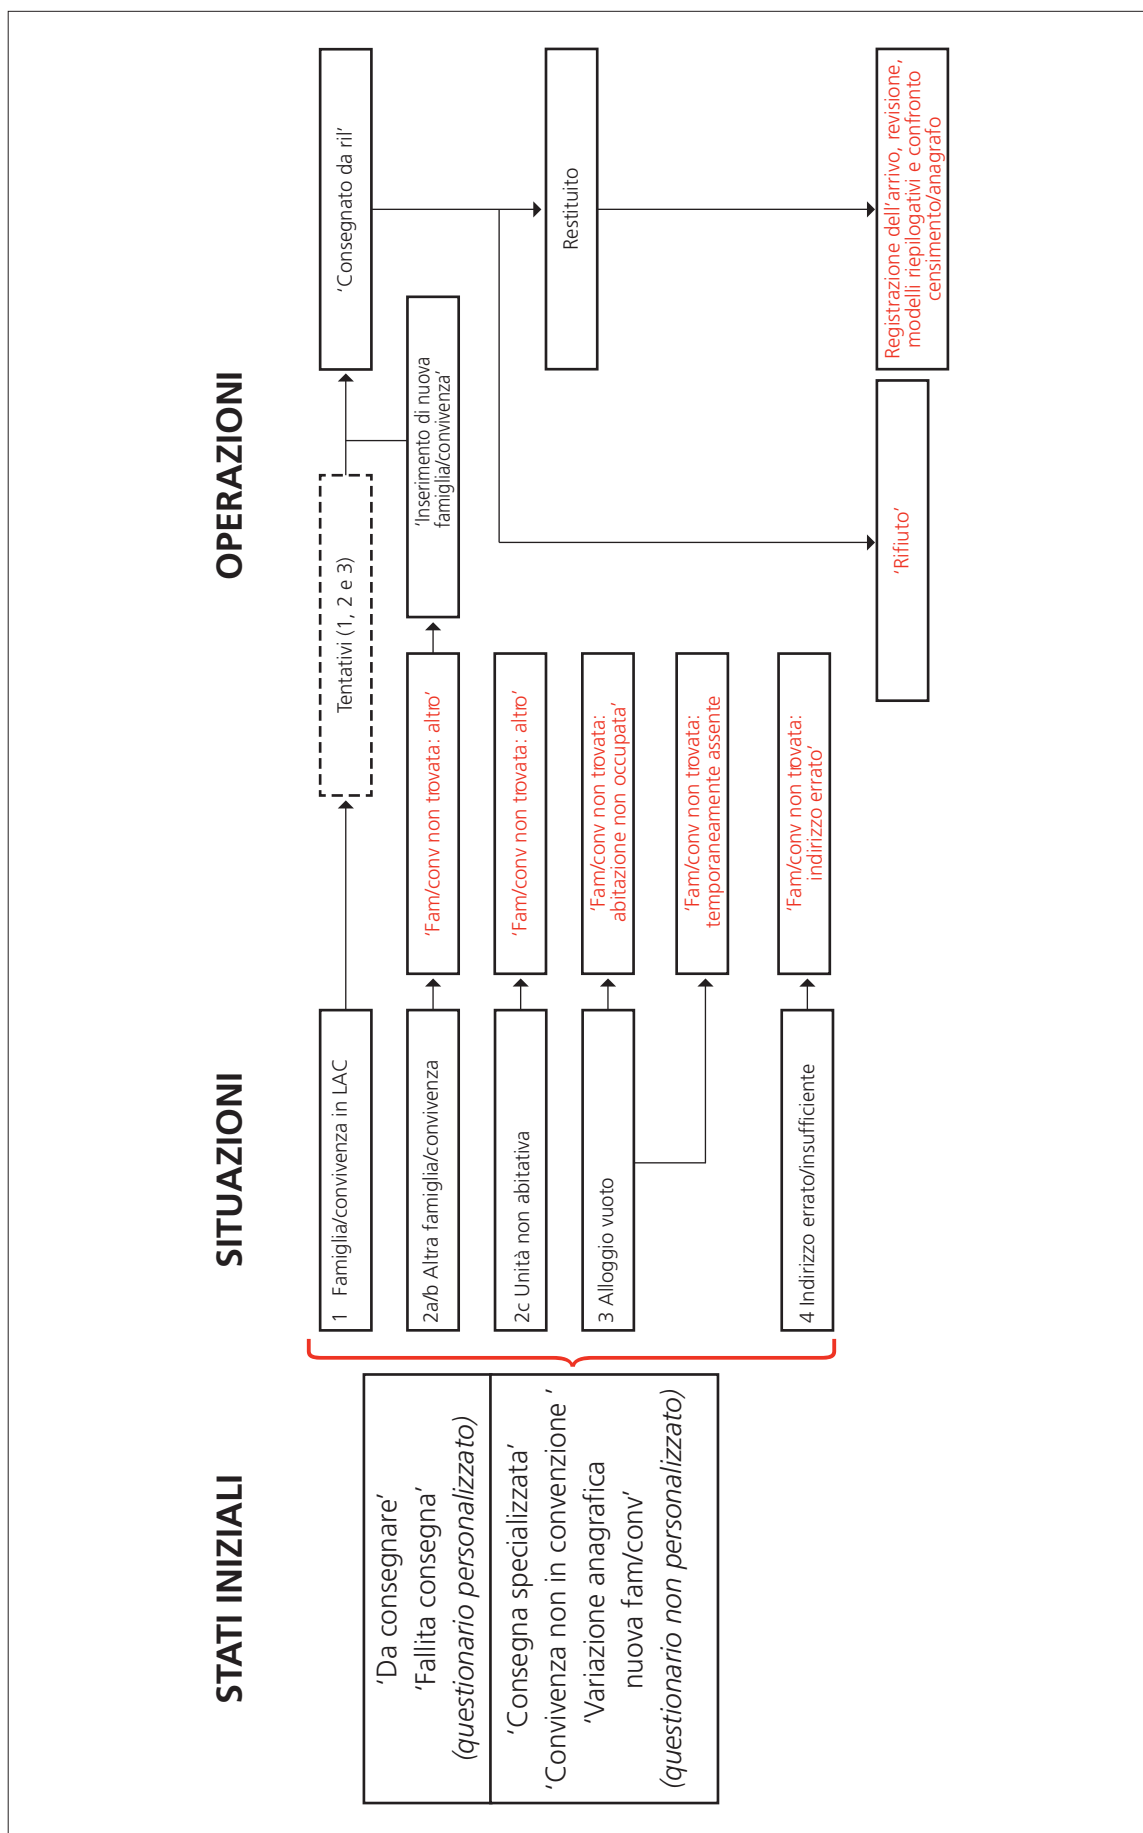 STATI INIZIALI
SITUAZIONI
OPERAZIONI
'Da consegnare'
'Fallita consegna'
(questionario personalizzato)
'Consegna specializzata'
'Convivenza non in convenzione '
'Variazione anagrafica
nuova fam/conv'
(questionario non personalizzato)
1 Famiglia/convivenza in LAC
Tentativi (1, 2 e 3)
'Consegnato da ril'
2a/b Altra famiglia/convivenza
'Fam/conv non trovata: altro'
'Inserimento di nuova
famiglia/convivenza'
2c Unità non abitativa
'Fam/conv non trovata: altro'
Restituito
3 Alloggio vuoto
'Fam/conv non trovata:
abitazione non occupata'
'Fam/conv non trovata:
temporaneamente assente
4 Indirizzo errato/insufficiente
'Fam/conv non trovata:
indirizzo errato'
'Rifiuto'
Registrazione dell'arrivo, revisione,
modelli riepilogativi e confronto
censimento/anagrafo